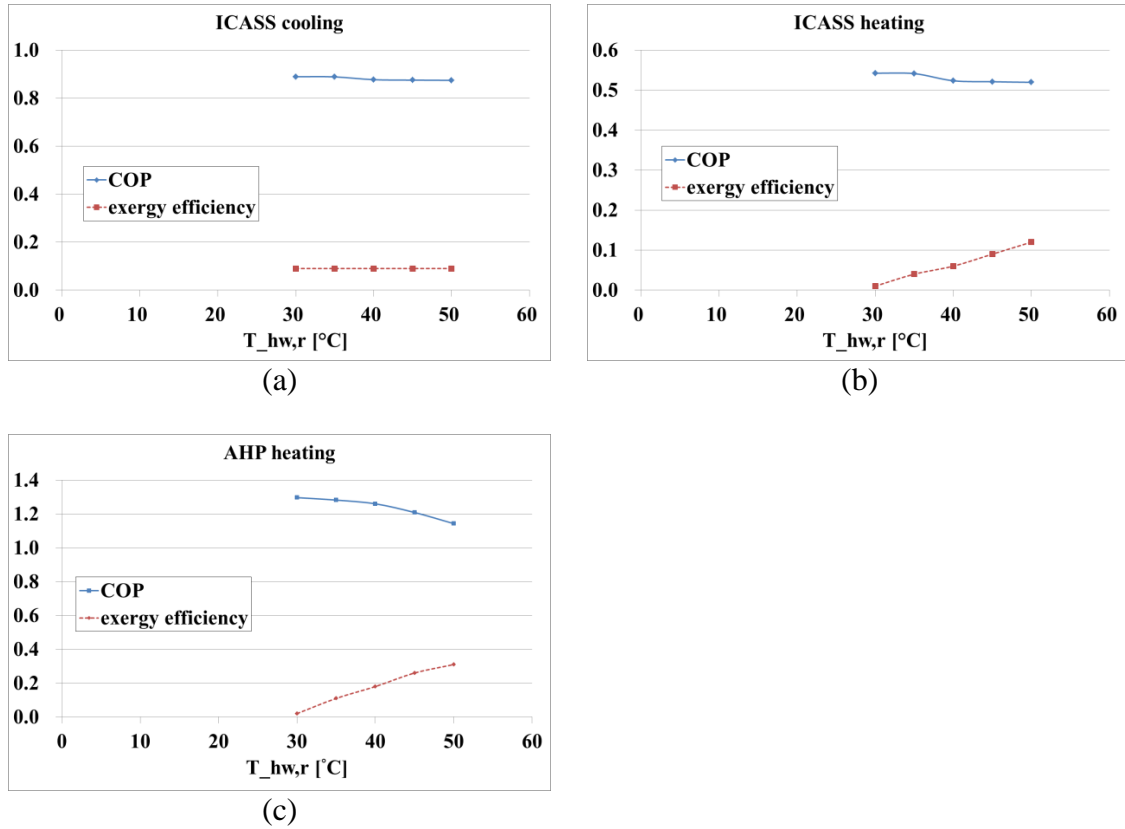 ICASS cooling
1.0
0.8
0.6
0.4
0.2
0.0
COP
exergy efficiency
0 10 20 30 40 50 60
T_hw,r [°C]
(a)
ICASS heating
0.6
0.5
0.4
0.3
0.2
0.1
0.0
COP
exergy efficiency
0 10 20 30 40 50 60
T_hw,r [°C]
(b)
AHP heating
1.4
1.2
1.0
0.8
0.6
0.4
0.2
0.0
COP
exergy efficiency
0 10 20 30 40 50 60
T_hw,r [˚C]
(c)